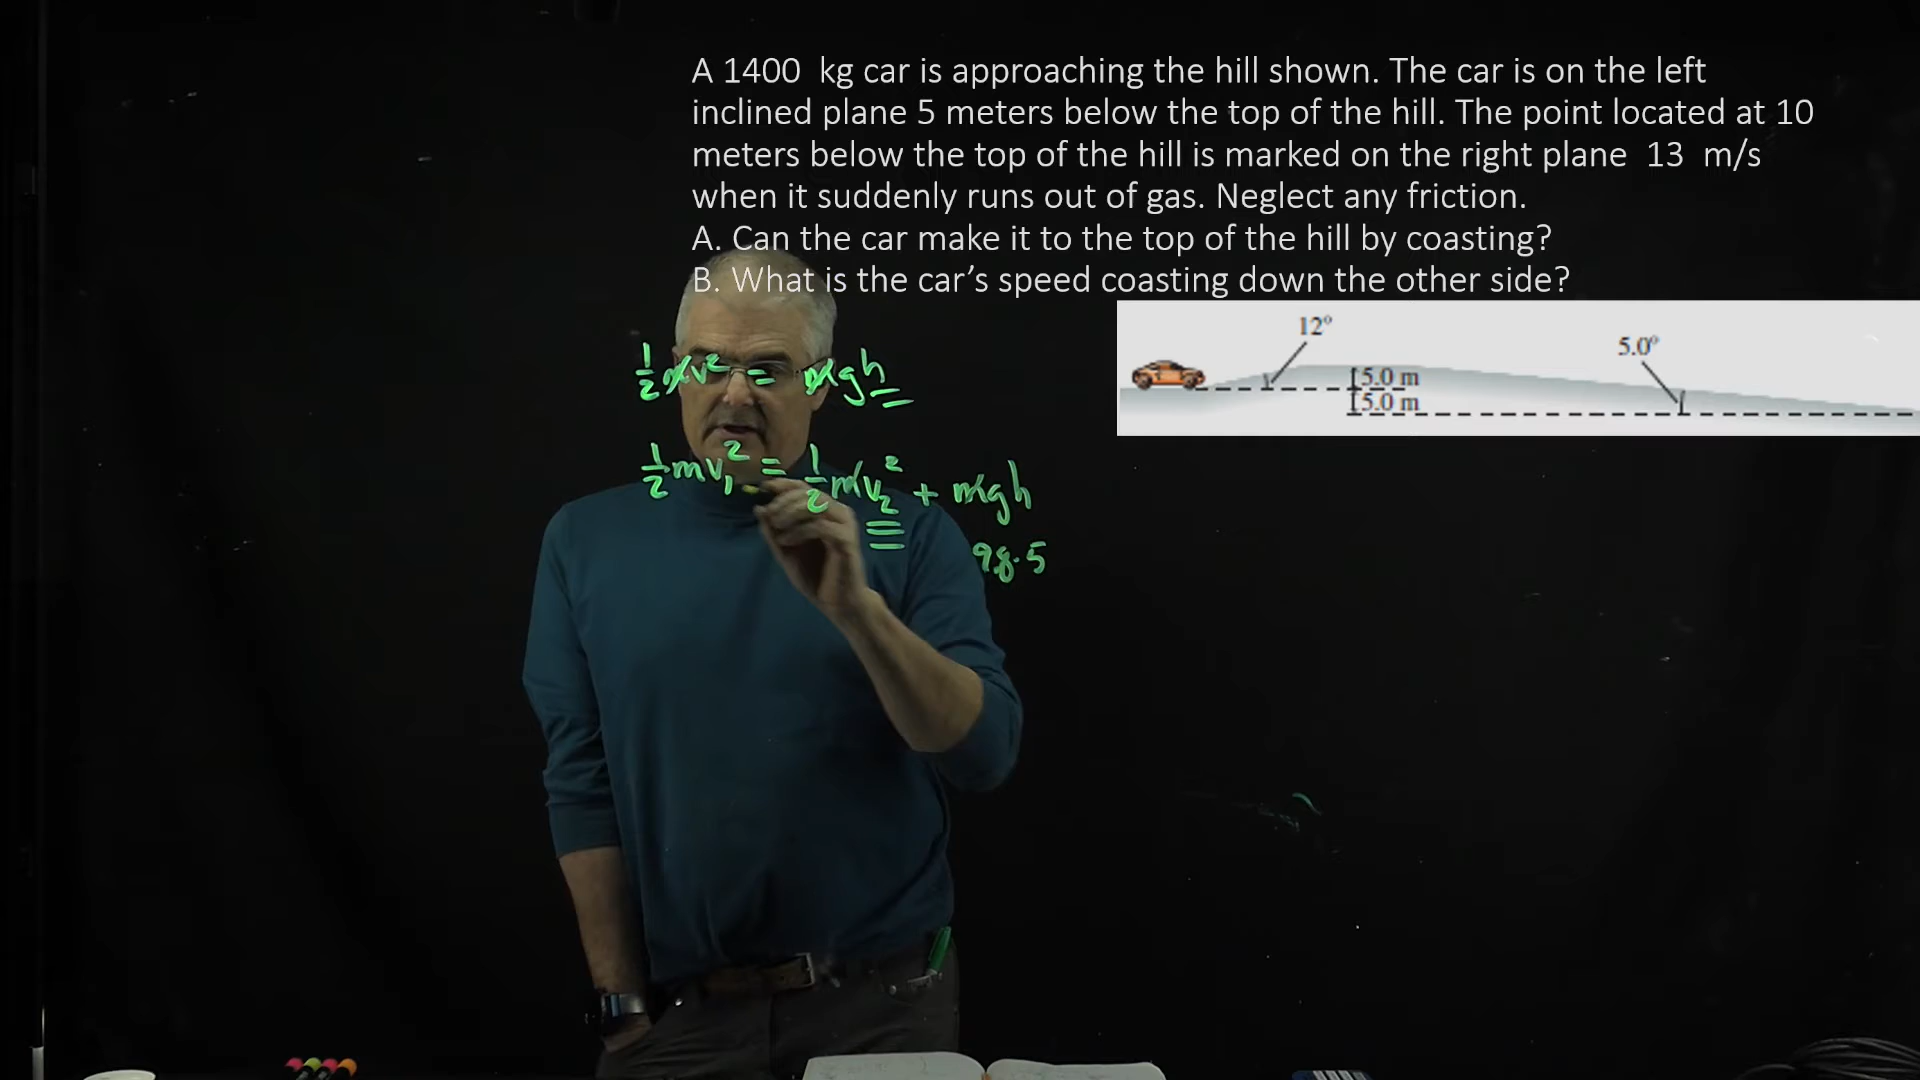 A 1400 kg car is approaching the hill shown. The car is on the left
inclined plane 5 meters below the top of the hill. The point located at 10
meters below the top of the hill is marked on the right plane 13 m/s
when it suddenly runs out of gas. Neglect any friction.
A. Can the car make it to the top of the hill by coasting?
B. What is the car’s speed coasting down the other side?
12°
5.0°
5.0 m
5.0 m
½mv² = mgh
½mv₁² = ½mv₂² + mgh
9.8·5